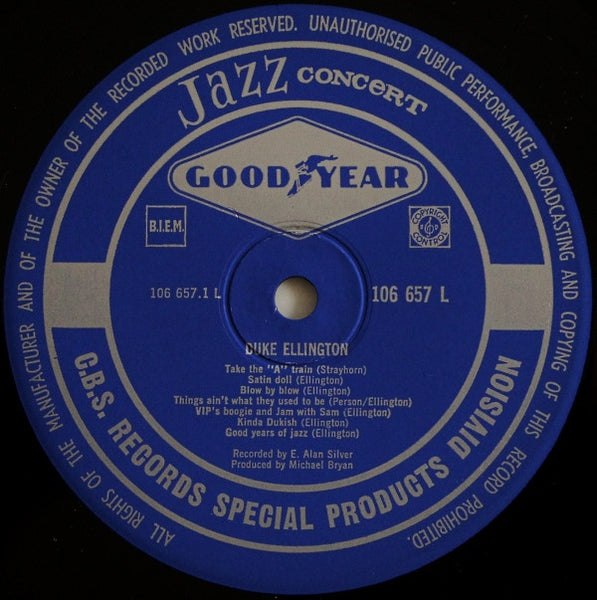 ALL RIGHTS OF THE MANUFACTURER AND OF THE OWNER OF THE RECORDED WORK RESERVED. UNAUTHORISED PUBLIC PERFORMANCE, BROADCASTING AND COPYING OF THIS RECORD PROHIBITED.
Jazz CONCERT
GOOD YEAR
B.I.E.M.
COPYRIGHT CONTROL
106 657.1 L
106 657 L
DUKE ELLINGTON
Take the "A" train (Strayhorn)
Satin doll (Ellington)
Blow by blow (Ellington)
Things ain't what they used to be (Person/Ellington)
VIP's boogie and Jam with Sam (Ellington)
Kinda Dukish (Ellington)
Good years of jazz (Ellington)
Recorded by E. Alan Silver
Produced by Michael Bryan
C.B.S. RECORDS SPECIAL PRODUCTS DIVISION